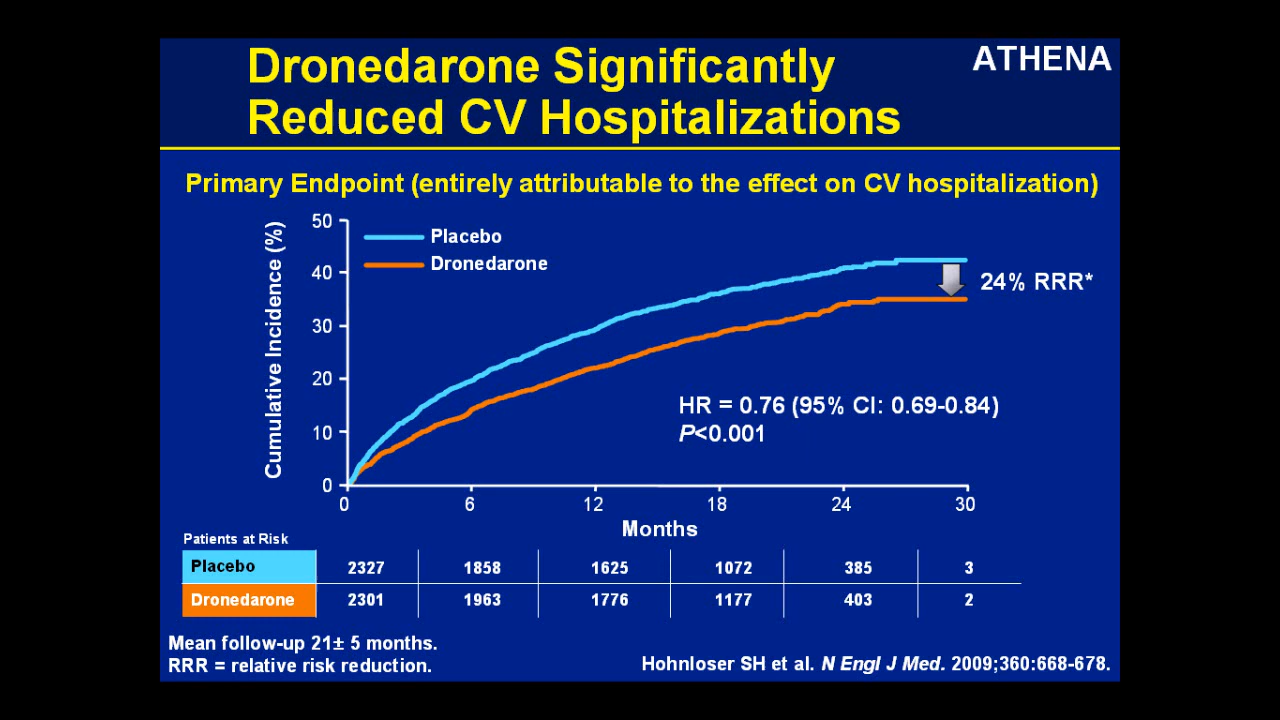 Dronedarone Significantly
Reduced CV Hospitalizations
ATHENA
Primary Endpoint (entirely attributable to the effect on CV hospitalization)
Cumulative Incidence (%)
50
40
30
20
10
0
Placebo
Dronedarone
24% RRR*
HR = 0.76 (95% CI: 0.69-0.84)
P<0.001
0 6 12 18 24 30
Months
Patients at Risk
Placebo 2327 1858 1625 1072 385 3
Dronedarone 2301 1963 1776 1177 403 2
Mean follow-up 21± 5 months.
RRR = relative risk reduction.
Hohnloser SH et al. N Engl J Med. 2009;360:668-678.